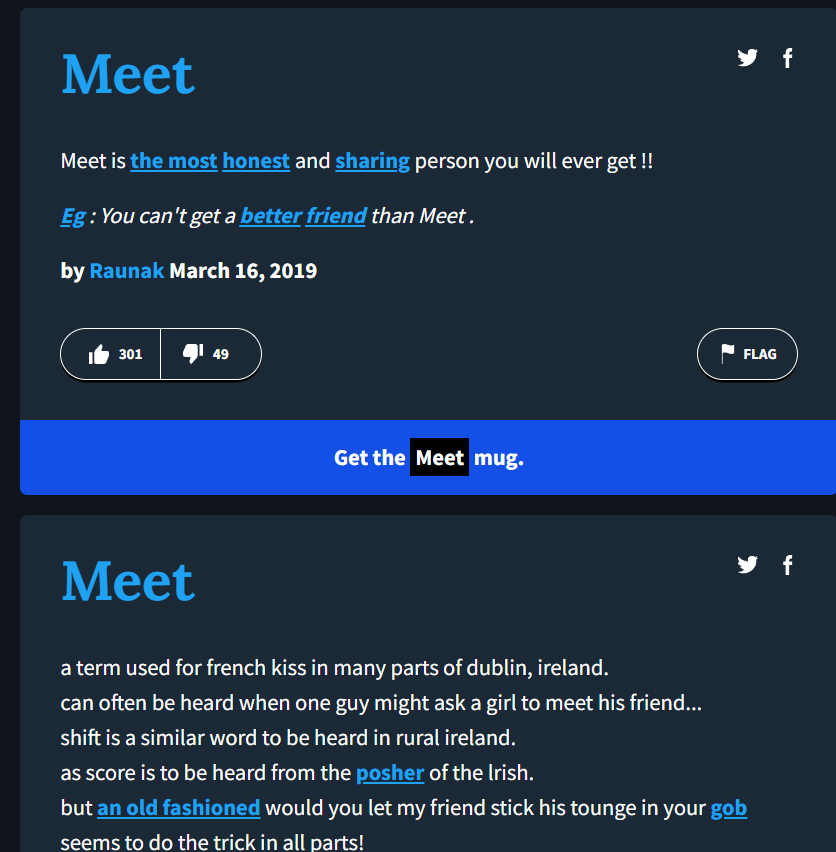 Meet
Meet is the most honest and sharing person you will ever get !!
Eg : You can't get a better friend than Meet .
by Raunak March 16, 2019
301 49 FLAG
Get the Meet mug.
Meet
a term used for french kiss in many parts of dublin, ireland.
can often be heard when one guy might ask a girl to meet his friend...
shift is a similar word to be heard in rural ireland.
as score is to be heard from the posher of the Irish.
but an old fashioned would you let my friend stick his tounge in your gob
seems to do the trick in all parts!